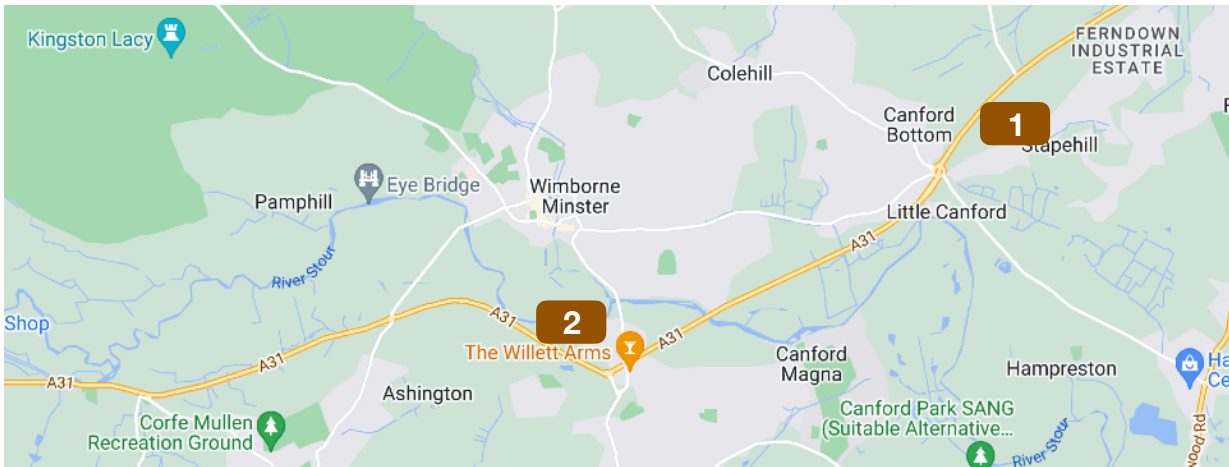 Kingston Lacy
FERNDOWN
INDUSTRIAL
ESTATE
Colehill
Canford
Bottom
1
Stapehill
Eye Bridge
Pamphill
Wimborne
Minster
Little Canford
A31
River Stour
A31
2
Shop
A31
The Willett Arms
A31
A31
Canford
Magna
Hampreston
Ha
Ce
Ashington
Corfe Mullen
Recreation Ground
Canford Park SANG
(Suitable Alternative...
River Stour
wood Rd